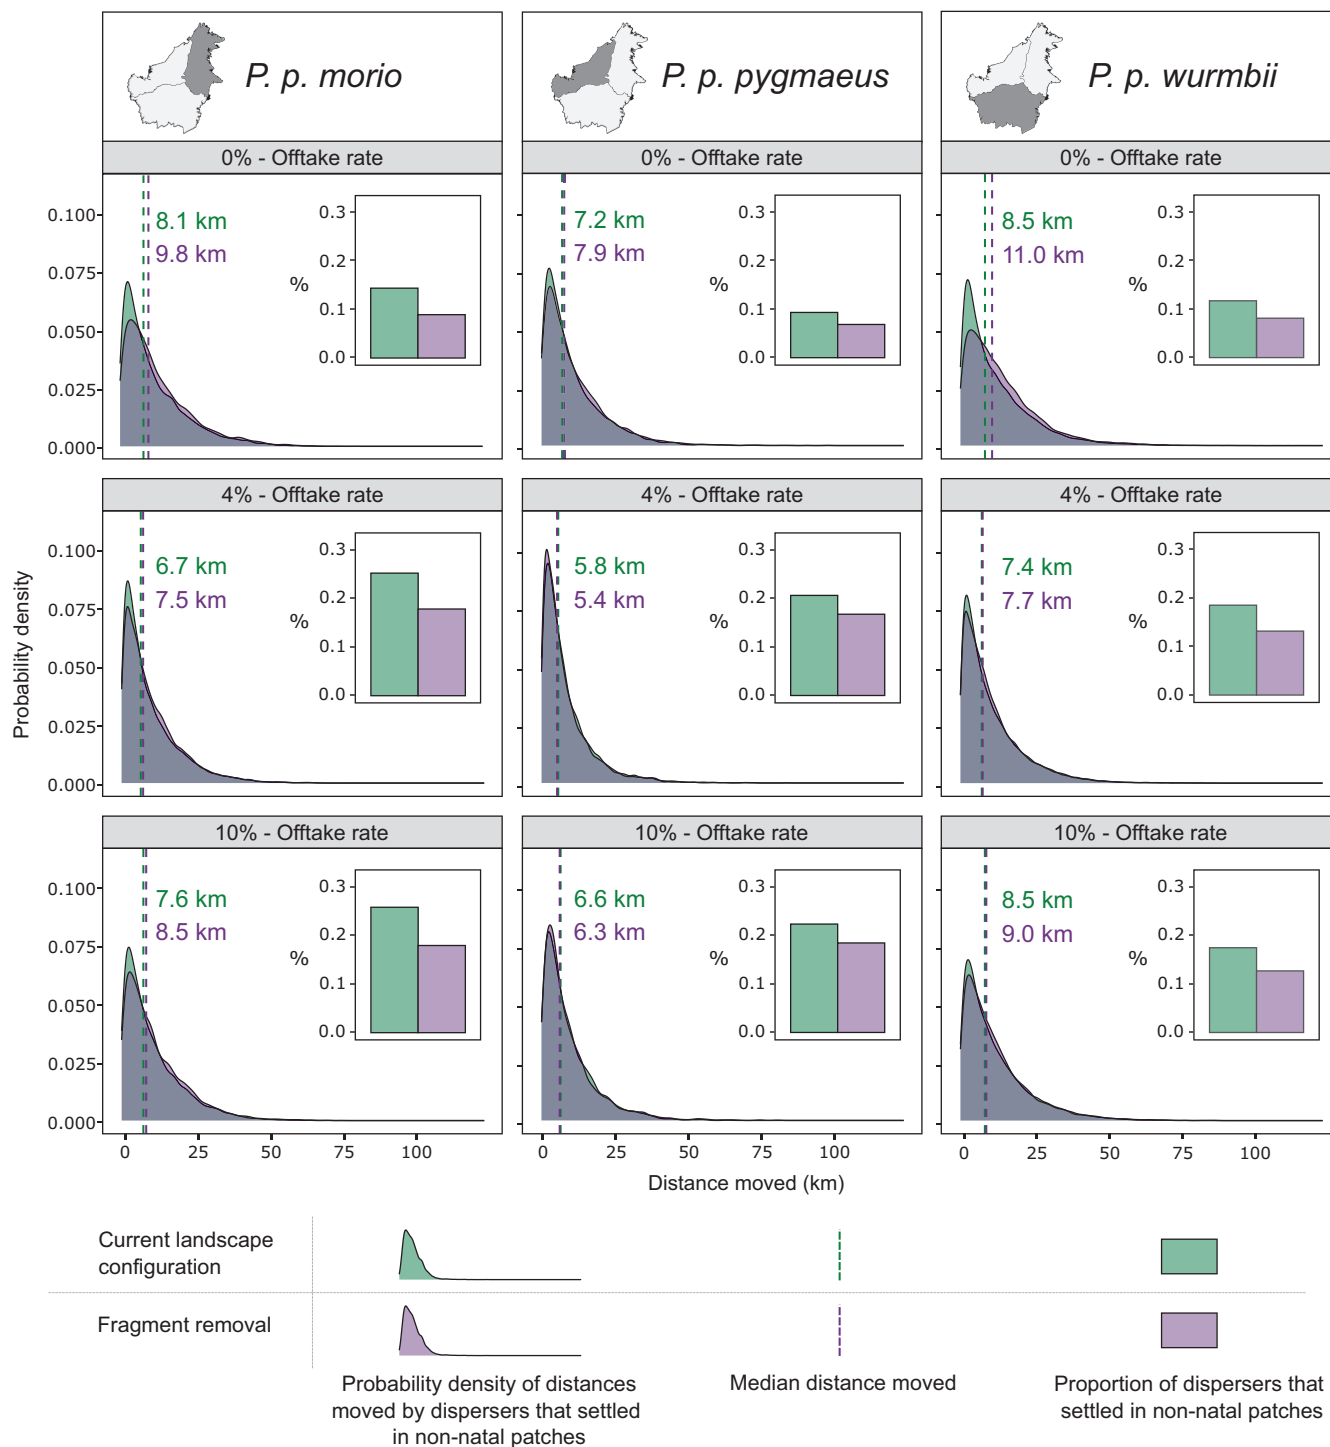 P. p. morio
P. p. pygmaeus
P. p. wurmbii
0% - Offtake rate
0% - Offtake rate
0% - Offtake rate
0.100
0.075
0.050
0.025
0.000
8.1 km
9.8 km
%
0.3
0.2
0.1
0.0
7.2 km
7.9 km
%
0.3
0.2
0.1
0.0
8.5 km
11.0 km
%
0.3
0.2
0.1
0.0
Probability density
4% - Offtake rate
4% - Offtake rate
4% - Offtake rate
0.100
0.075
0.050
0.025
0.000
6.7 km
7.5 km
%
0.3
0.2
0.1
0.0
5.8 km
5.4 km
%
0.3
0.2
0.1
0.0
7.4 km
7.7 km
%
0.3
0.2
0.1
0.0
10% - Offtake rate
10% - Offtake rate
10% - Offtake rate
0.100
0.075
0.050
0.025
0.000
7.6 km
8.5 km
%
0.3
0.2
0.1
0.0
6.6 km
6.3 km
%
0.3
0.2
0.1
0.0
8.5 km
9.0 km
%
0.3
0.2
0.1
0.0
0 25 50 75 100
0 25 50 75 100
0 25 50 75 100
Distance moved (km)
Current landscape
configuration
Fragment removal
Probability density of distances
moved by dispersers that settled
in non-natal patches
Median distance moved
Proportion of dispersers that
settled in non-natal patches